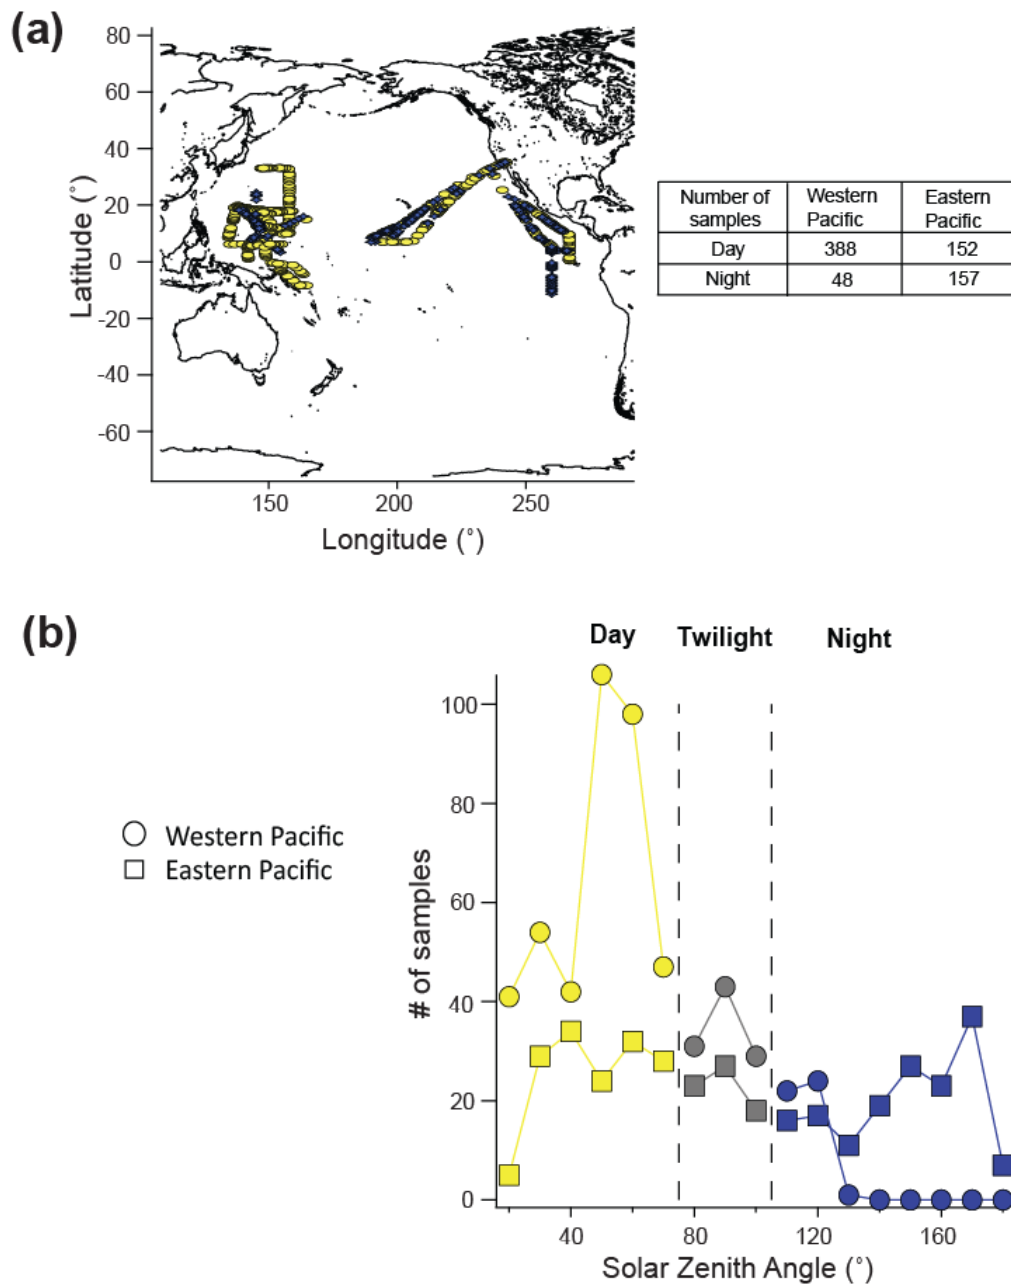 (a)
80
60
40
20
0
-20
-40
-60
Latitude (°)
150
200
250
Longitude (°)
Number of samples
Western Pacific
Eastern Pacific
Day
388
152
Night
48
157
(b)
Day
Twilight
Night
Western Pacific
Eastern Pacific
100
80
60
40
20
0
# of samples
40
80
120
160
Solar Zenith Angle (°)